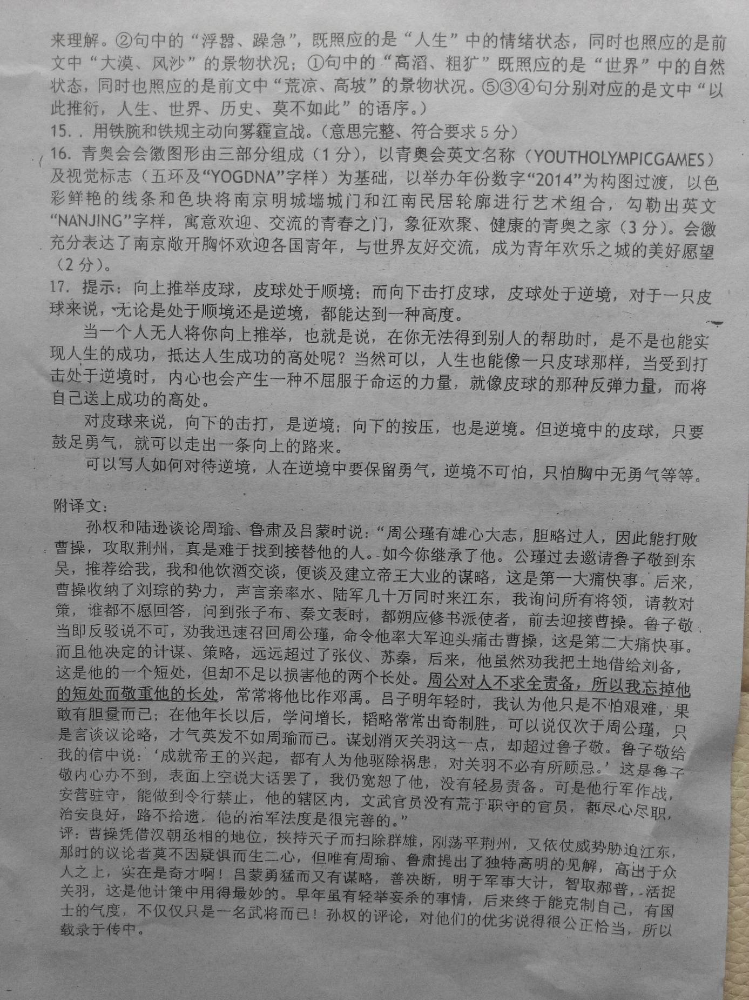 来理解。②句中的“浮嚣、躁急”，既照应的是“人生”中的情绪状态，同时也照应的是前
文中“大漠、风沙”的景物状况；①句中的“高滔、粗犷”既照应的是“世界”中的自然
状态，同时也照应的是前文中“荒凉、高坡”的景物状况。⑤③④句分别对应的是文中“以
此推衍，人生、世界、历史、莫不如此”的语序。）
15．．用铁腕和铁规主动向雾霾宣战。（意思完整、符合要求5分）
16．青奥会会徽图形由三部分组成（1分），以青奥会英文名称（YOUTHOLYMPICGAMES）
及视觉标志（五环及“YOGDNA”字样）为基础，以举办年份数字“2014”为构图过渡，以色
彩鲜艳的线条和色块将南京明城墙城门和江南民居轮廓进行艺术组合，勾勒出英文
“NANJING”字样，寓意欢迎、交流的青春之门，象征欢聚、健康的青奥之家（3分）。会徽
充分表达了南京敞开胸怀欢迎各国青年，与世界友好交流，成为青年欢乐之城的美好愿望
（2分）。
17．提示：向上推举皮球，皮球处于顺境；而向下击打皮球，皮球处于逆境，对于一只皮
球来说，无论是处于顺境还是逆境，都能达到一种高度。
当一个人无人将你向上推举，也就是说，在你无法得到别人的帮助时，是不是也能实
现人生的成功，抵达人生成功的高处呢？当然可以，人生也能像一只皮球那样，当受到打
击处于逆境时，内心也会产生一种不屈服于命运的力量，就像皮球的那种反弹力量，而将
自己送上成功的高处。
对皮球来说，向下的击打，是逆境；向下的按压，也是逆境。但逆境中的皮球，只要
鼓足勇气，就可以走出一条向上的路来。
可以写人如何对待逆境，人在逆境中要保留勇气，逆境不可怕，只怕胸中无勇气等等。
附译文：
孙权和陆逊谈论周瑜、鲁肃及吕蒙时说：“周公瑾有雄心大志，胆略过人，因此能打败
曹操，攻取荆州，真是难于找到接替他的人。如今你继承了他。公瑾过去邀请鲁子敬到东
吴，推荐给我，我和他饮酒交谈，便谈及建立帝王大业的谋略，这是第一大痛快事。后来，
曹操收纳了刘琮的势力，声言亲率水、陆军几十万同时来江东，我询问所有将领，请教对
策，谁都不愿回答，问到张子布、秦文表时，都朔应修书派使者，前去迎接曹操。鲁子敬
当即反驳说不可，劝我迅速召回周公瑾，命令他率大军迎头痛击曹操，这是第二大痛快事。
而且他决定的计谋、策略，远远超过了张仪、苏秦，后来，他虽然劝我把土地借给刘备，
这是他的一个短处，但却不足以损害他的两个长处。周公对人不求全责备，所以我忘掉他
的短处而敬重他的长处，常常将他比作邓禹。吕子明年轻时，我认为他只是不怕艰难，果
敢有胆量而已；在他年长以后，学问增长，韬略常常出奇制胜，可以说仅次于周公瑾，只
是言谈议论略，才气英发不如周瑜而已。谋划消灭关羽这一点，却超过鲁子敬。鲁子敬给
我的信中说：‘成就帝王的兴起，都有人为他驱除祸患，对关羽不必有所顾忌。’这是鲁子
敬内心办不到，表面上空说大话罢了，我仍宽恕了他，没有轻易责备。可是他行军作战，
安营驻守，能做到令行禁止，他的辖区内，文武官员没有荒于职守的官员，都尽心尽职，
治安良好，路不拾遗．他的治军法度是很完善的。”
评：曹操凭借汉朝丞相的地位，挟持天子而扫除群雄，刚荡平荆州，又依仗威势胁迫江东，
那时的议论者莫不因疑惧而生二心，但唯有周瑜、鲁肃提出了独特高明的见解，高出于众
人之上，实在是奇才啊！吕蒙勇猛而又有谋略，善决断，明于军事大计，智取郝普，活捉
关羽，这是他计策中用得最妙的。早年虽有轻举妄杀的事情，后来终于能克制自己，有国
士的气度，不仅仅只是一名武将而已！孙权的评论，对他们的优劣说得很公正恰当，所以
载录于传中。